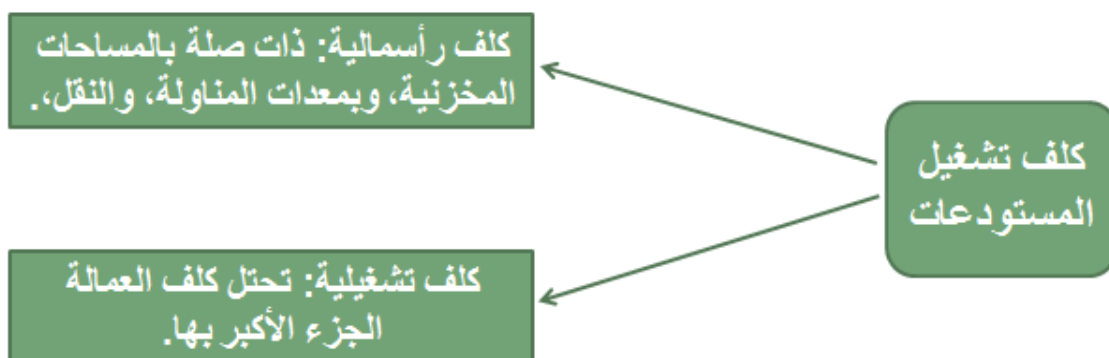 كلف تشغيل
المستودعات
كلف رأسمالية: ذات صلة بالمساحات
المخزنية، وبمعدات المناولة، والنقل،.
كلف تشغيلية: تحتل كلف العمالة
الجزء الأكبر بها.